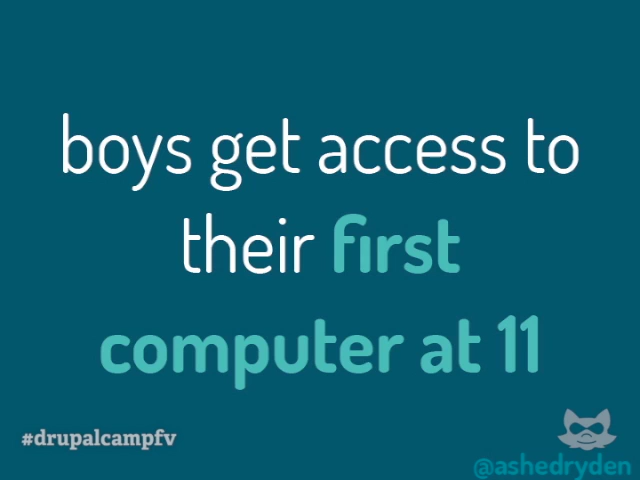 boys get access to
their first
computer at 11
#drupalcampfv
@ashedryden